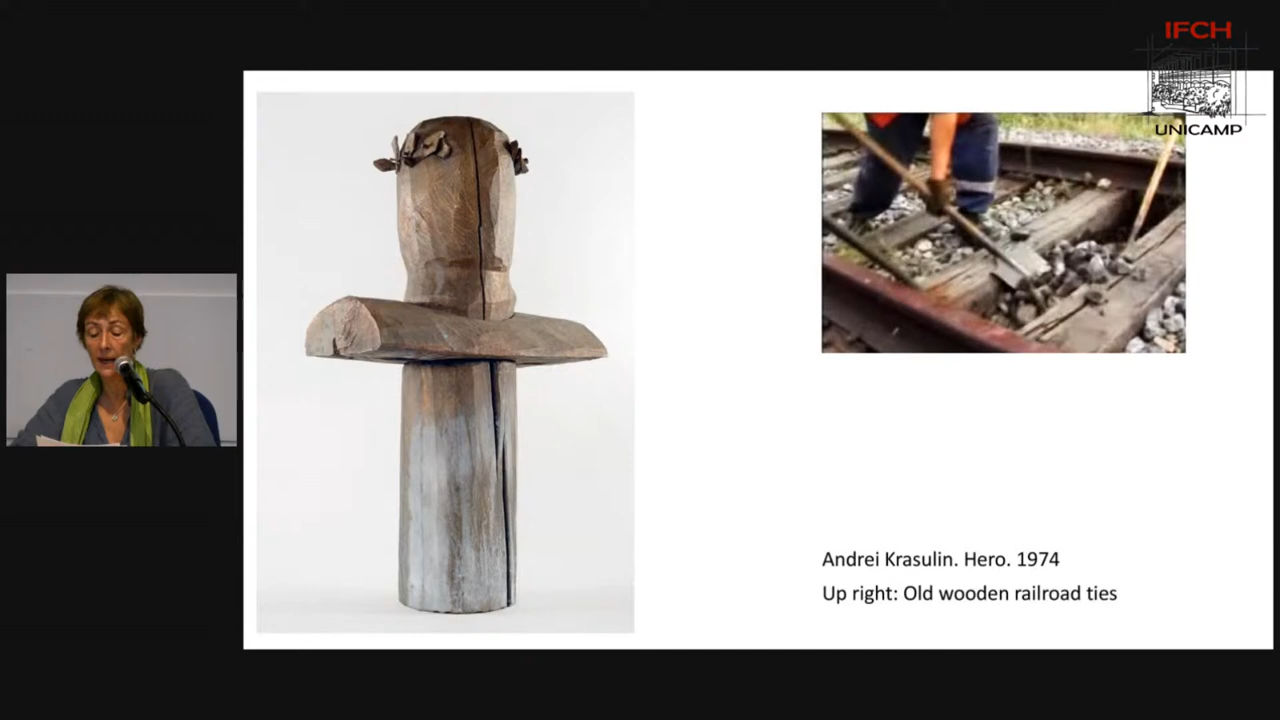 IFCH
UNICAMP
Andrei Krasulin. Hero. 1974
Up right: Old wooden railroad ties